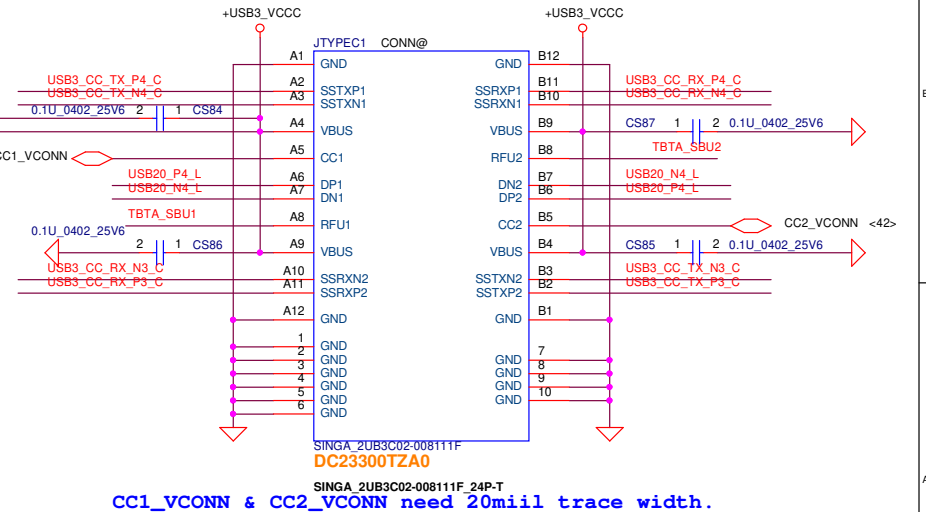 +USB3_VCCC
+USB3_VCCC
JTYPEC1 CONN@
A1 GND
GND B12
USB3_CC_TX_P4_C A2 SSTXP1
SSRXP1 B11 USB3_CC_RX_P4_C
USB3_CC_TX_N4_C A3 SSTXN1
SSRXN1 B10 USB3_CC_RX_N4_C
0.1U_0402_25V6 2 1 CS84
A4 VBUS
VBUS B9 CS87 1 2 0.1U_0402_25V6
CC1_VCONN A5 CC1
RFU2 B8 TBTA_SBU2
USB20_P4_L A6 DP1
DN2 B7 USB20_N4_L
USB20_N4_L A7 DN1
DP2 B6 USB20_P4_L
TBTA_SBU1 A8 RFU1
CC2 B5 CC2_VCONN <42>
0.1U_0402_25V6 2 1 CS86 A9 VBUS
VBUS B4 CS85 1 2 0.1U_0402_25V6
USB3_CC_RX_N3_C A10 SSRXN2
SSTXN2 B3 USB3_CC_TX_N3_C
USB3_CC_RX_P3_C A11 SSRXP2
SSTXP2 B2 USB3_CC_TX_P3_C
A12 GND
GND B1
1 GND
2 GND
GND 7
3 GND
GND 8
4 GND
GND 9
5 GND
GND 10
6 GND
SINGA_2UB3C02-008111F
DC23300TZA0
SINGA_2UB3C02-008111F_24P-T
CC1_VCONN & CC2_VCONN need 20miil trace width.